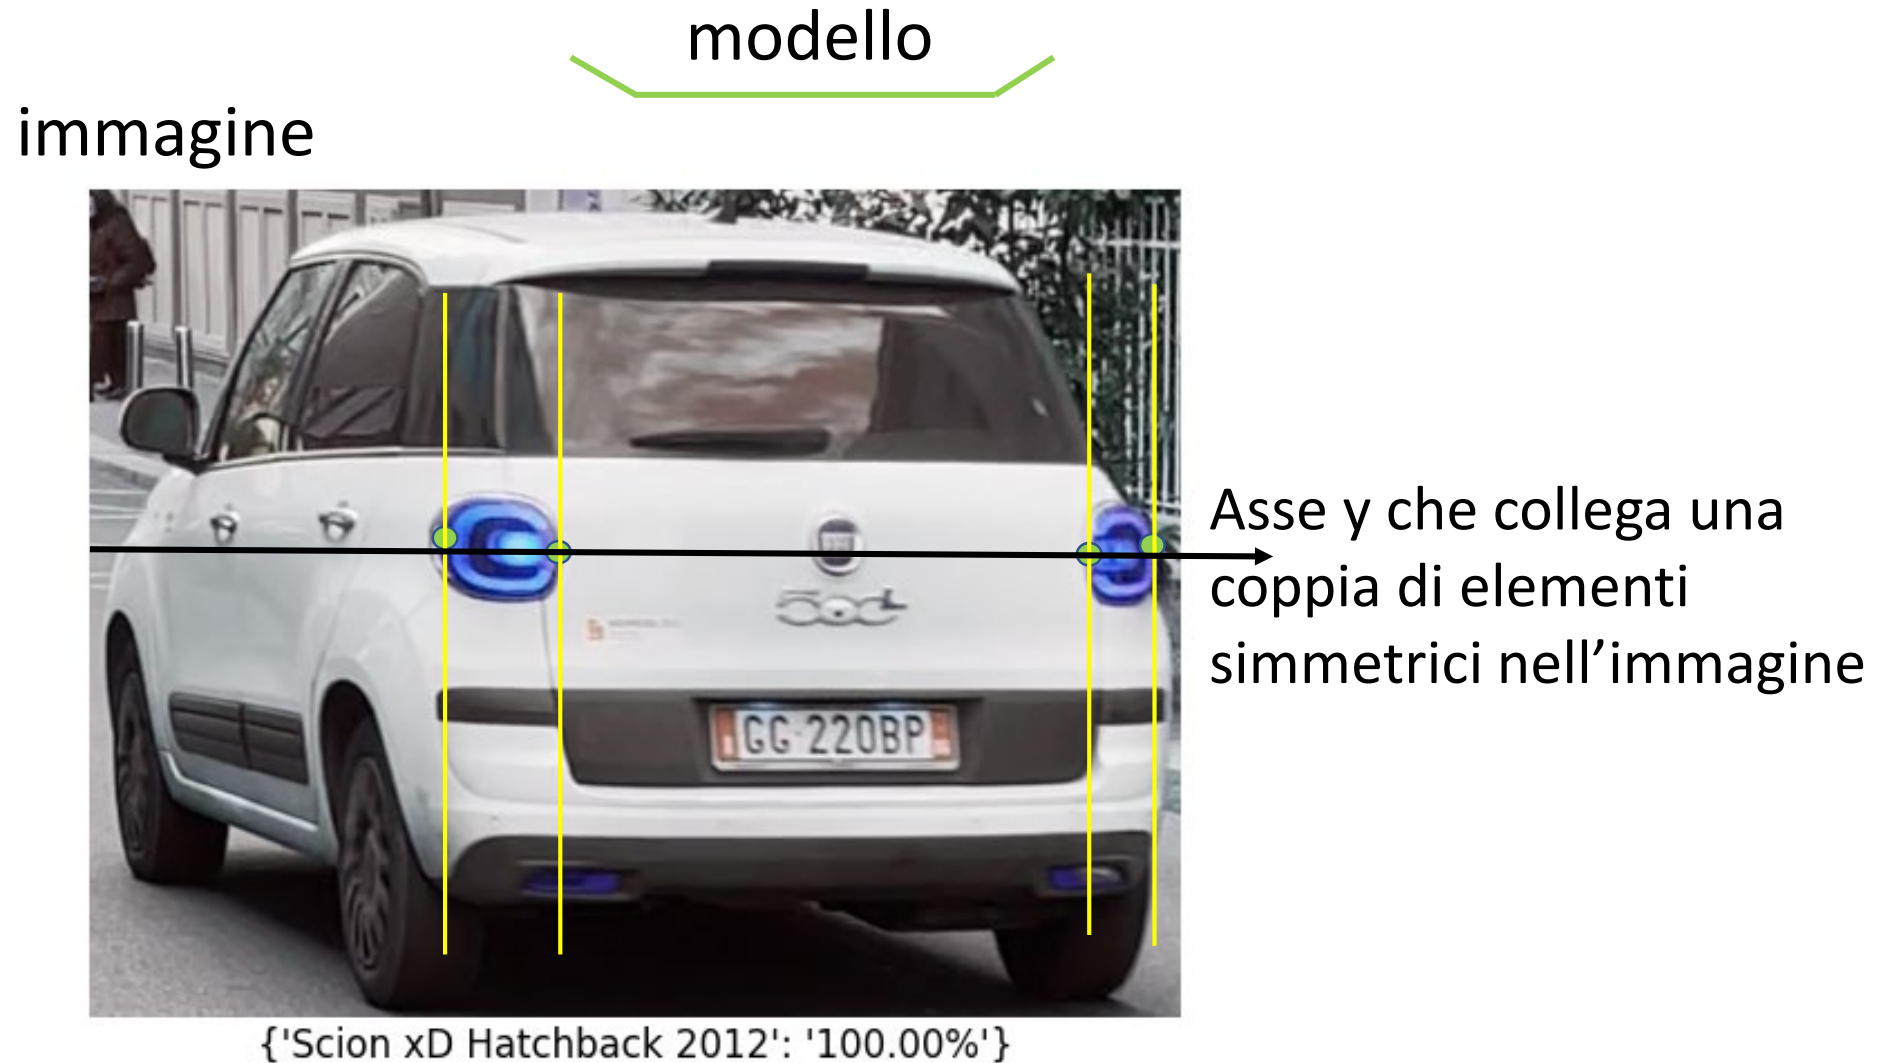 modello
immagine
Asse y che collega una
coppia di elementi
simmetrici nell’immagine
500L
GG·220BP
{'Scion xD Hatchback 2012': '100.00%'}